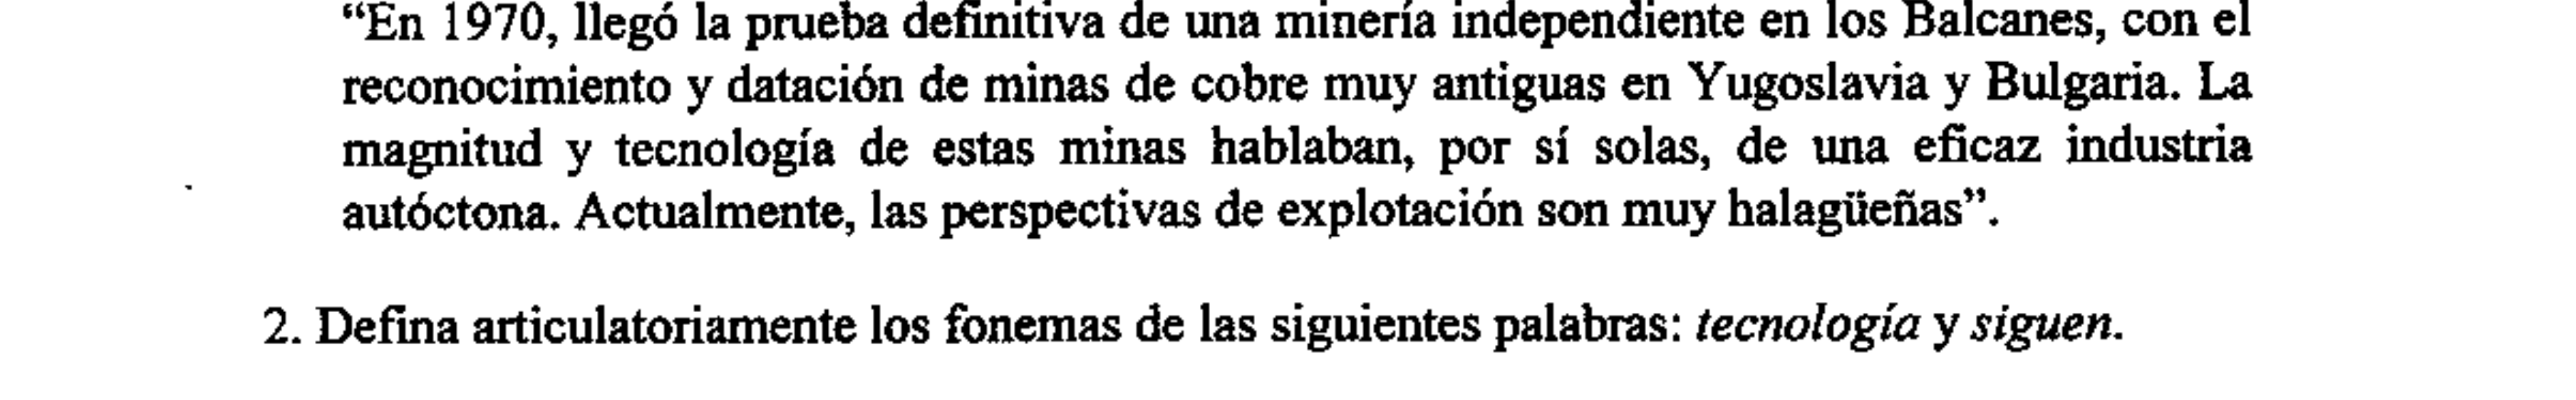 “En 1970, llegó la prueba definitiva de una minería independiente en los Balcanes, con el
reconocimiento y datación de minas de cobre muy antiguas en Yugoslavia y Bulgaria. La
magnitud y tecnología de estas minas hablaban, por sí solas, de una eficaz industria
autóctona. Actualmente, las perspectivas de explotación son muy halagüeñas”.
2. Defina articulatoriamente los fonemas de las siguientes palabras: tecnología y siguen.